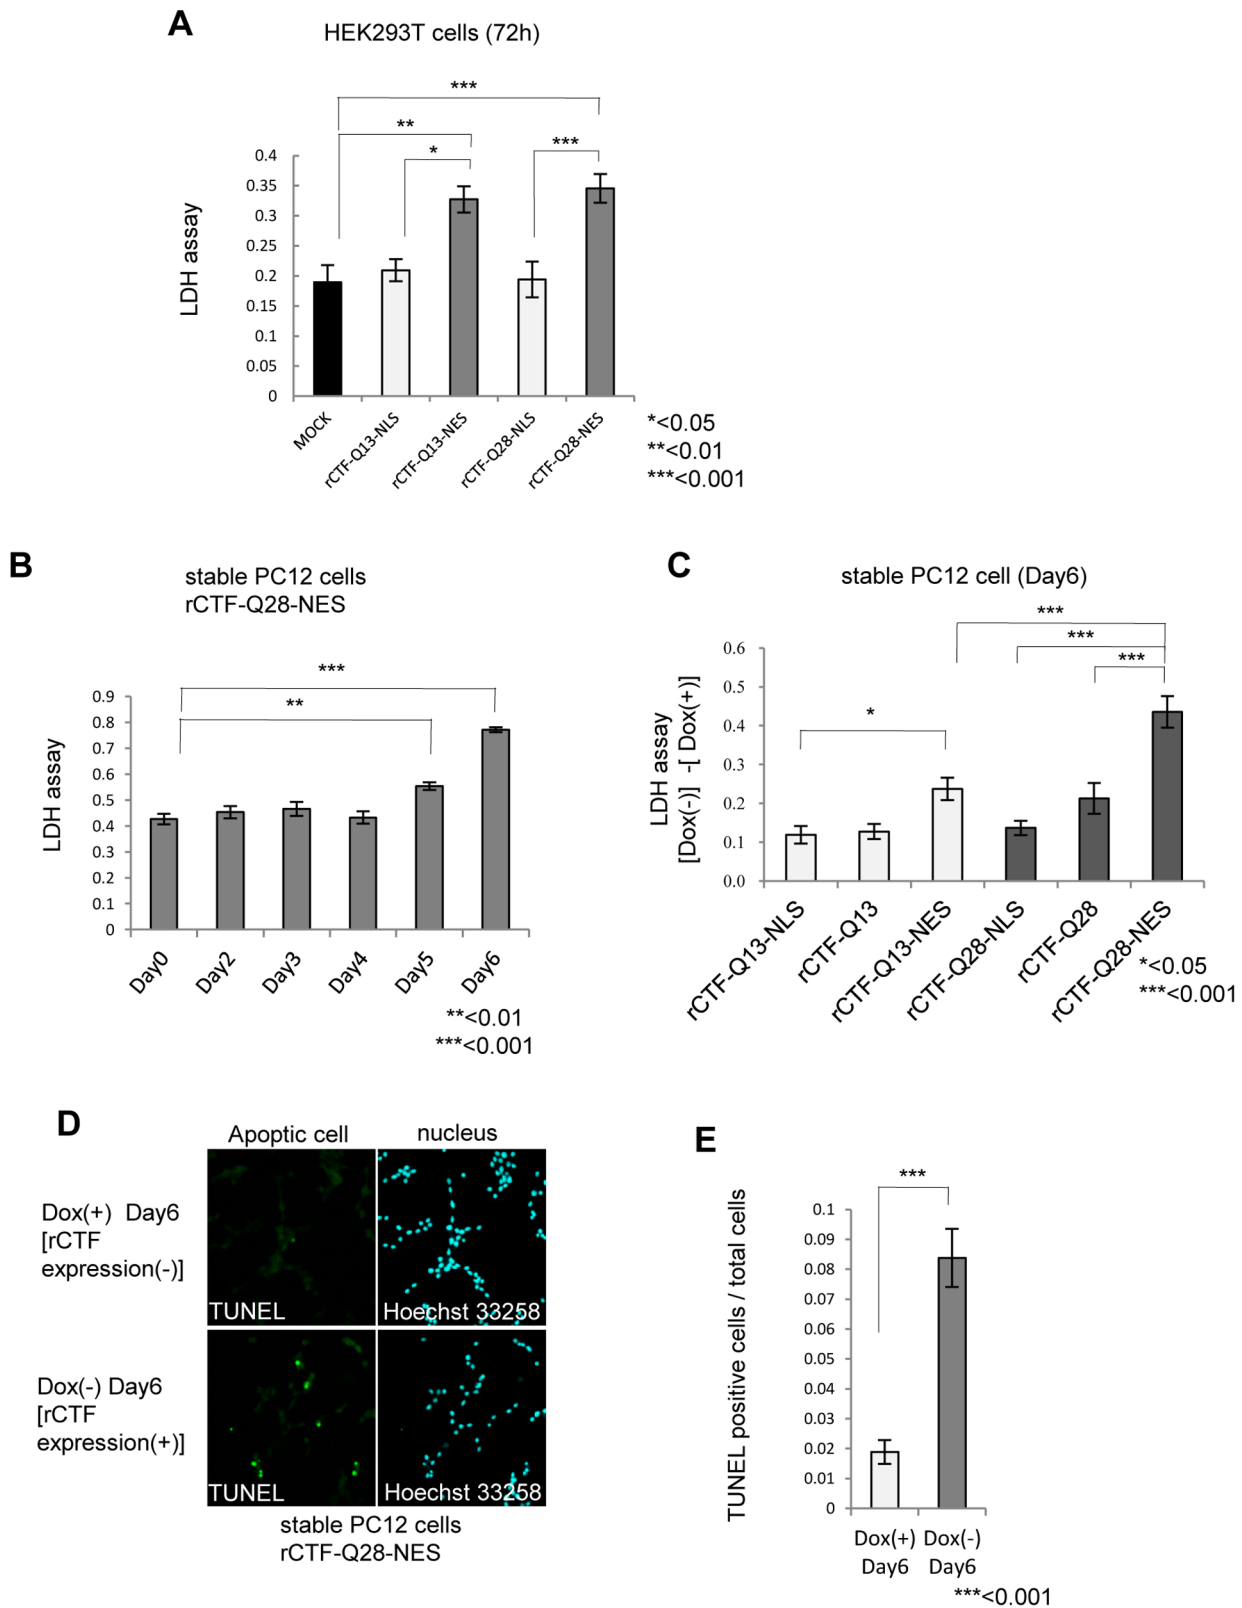 A
HEK293T cells (72h)
***
**
*
***
0.4
0.35
0.3
0.25
0.2
0.15
0.1
0.05
0
LDH assay
MOCK
rCTF-Q13-NLS
rCTF-Q13-NES
rCTF-Q28-NLS
rCTF-Q28-NES
*<0.05
**<0.01
***<0.001
B
stable PC12 cells
rCTF-Q28-NES
***
**
0.9
0.8
0.7
0.6
0.5
0.4
0.3
0.2
0.1
0
LDH assay
Day0
Day2
Day3
Day4
Day5
Day6
**<0.01
***<0.001
C
stable PC12 cell (Day6)
***
***
***
*
0.6
0.5
0.4
0.3
0.2
0.1
0.0
LDH assay
[Dox(-)] -[ Dox(+)]
rCTF-Q13-NLS
rCTF-Q13
rCTF-Q13-NES
rCTF-Q28-NLS
rCTF-Q28
rCTF-Q28-NES
*<0.05
***<0.001
D
Apoptic cell
nucleus
Dox(+) Day6
[rCTF
expression(-)]
TUNEL
Hoechst 33258
Dox(-) Day6
[rCTF
expression(+)]
TUNEL
Hoechst 33258
stable PC12 cells
rCTF-Q28-NES
E
***
0.1
0.09
0.08
0.07
0.06
0.05
0.04
0.03
0.02
0.01
0
TUNEL positive cells / total cells
Dox(+)
Day6
Dox(-)
Day6
***<0.001